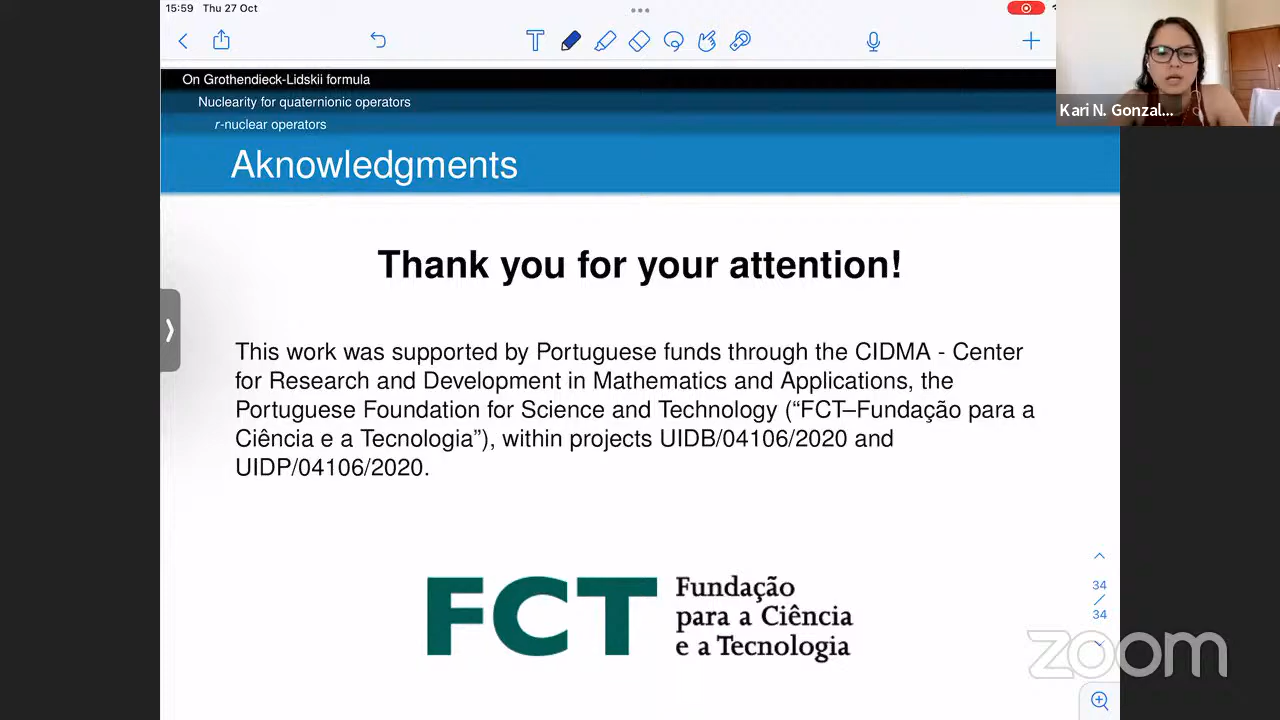 15:59 Thu 27 Oct
On Grothendieck-Lidskii formula
Nuclearity for quaternionic operators
r-nuclear operators
Kari N. Gonzal...
Aknowledgments
Thank you for your attention!
This work was supported by Portuguese funds through the CIDMA - Center
for Research and Development in Mathematics and Applications, the
Portuguese Foundation for Science and Technology (“FCT–Fundação para a
Ciência e a Tecnologia”), within projects UIDB/04106/2020 and
UIDP/04106/2020.
FCT
Fundação
para a Ciência
e a Tecnologia
34
/
34
zoom